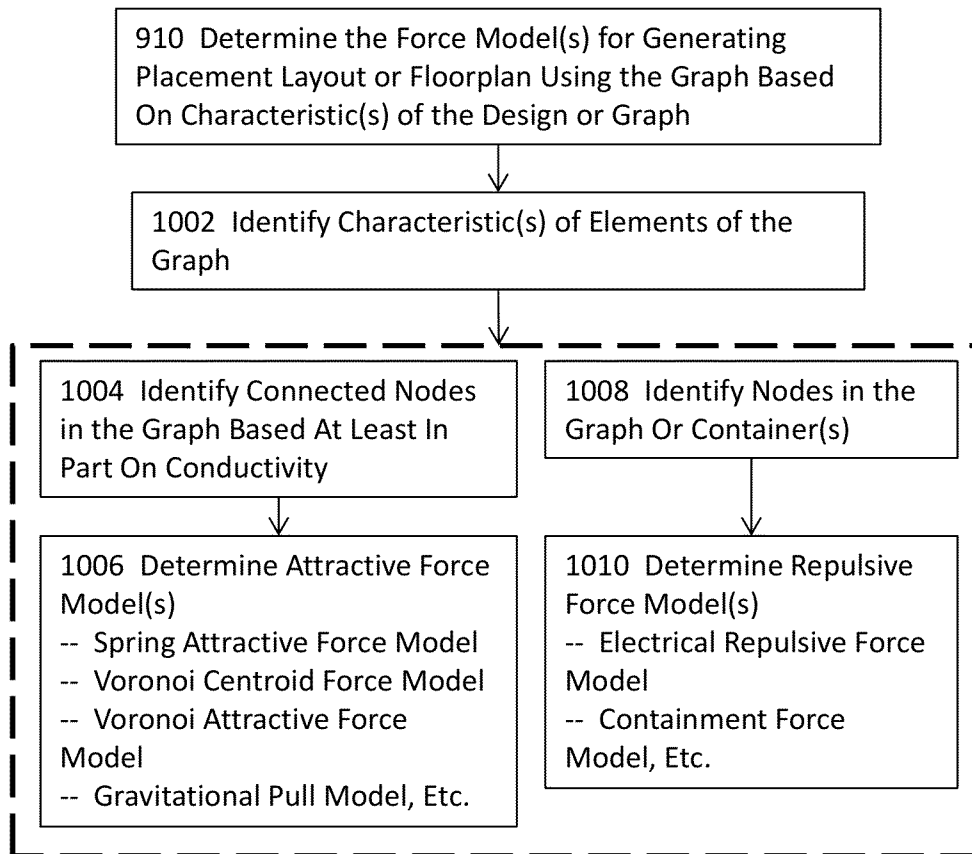 910 Determine the Force Model(s) for Generating
Placement Layout or Floorplan Using the Graph Based
On Characteristic(s) of the Design or Graph
1002 Identify Characteristic(s) of Elements of the
Graph
1004 Identify Connected Nodes
in the Graph Based At Least In
Part On Conductivity
1006 Determine Attractive Force
Model(s)
-- Spring Attractive Force Model
-- Voronoi Centroid Force Model
-- Voronoi Attractive Force
Model
-- Gravitational Pull Model, Etc.
1008 Identify Nodes in the
Graph Or Container(s)
1010 Determine Repulsive
Force Model(s)
-- Electrical Repulsive Force
Model
-- Containment Force
Model, Etc.